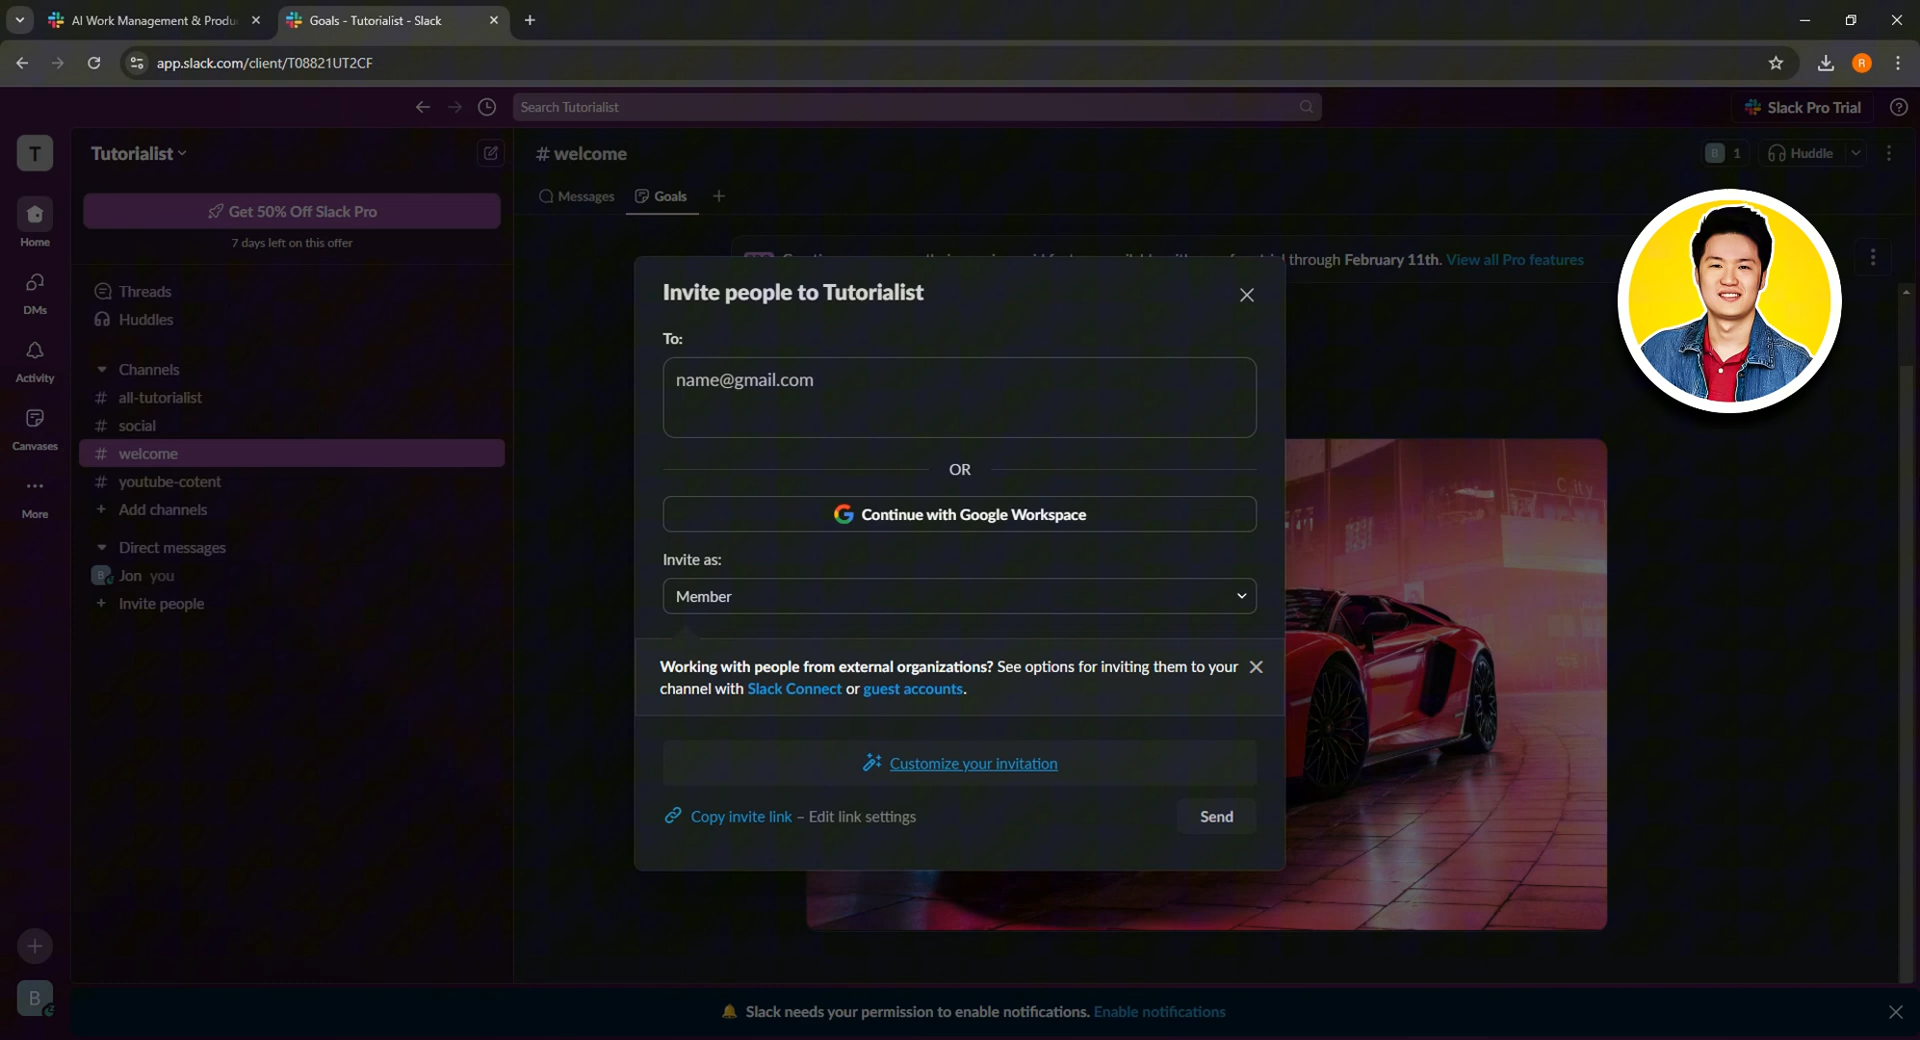 AI Work Management & Produ
Goals - Tutorialist - Slack
app.slack.com/client/T08821UT2CF
R
Search Tutorialist
Slack Pro Trial
T
Tutorialist
# welcome
B 1
Huddle
Messages
Goals
Get 50% Off Slack Pro
7 days left on this offer
Home
DMs
Activity
Canvases
More
Threads
Huddles
Channels
# all-tutorialist
# social
# welcome
# youtube-cotent
+ Add channels
Direct messages
B Jon you
+ Invite people
through February 11th. View all Pro features
Invite people to Tutorialist
To:
name@gmail.com
OR
Continue with Google Workspace
Invite as:
Member
Working with people from external organizations? See options for inviting them to your
channel with Slack Connect or guest accounts.
Customize your invitation
Copy invite link – Edit link settings
Send
City
B
Slack needs your permission to enable notifications. Enable notifications